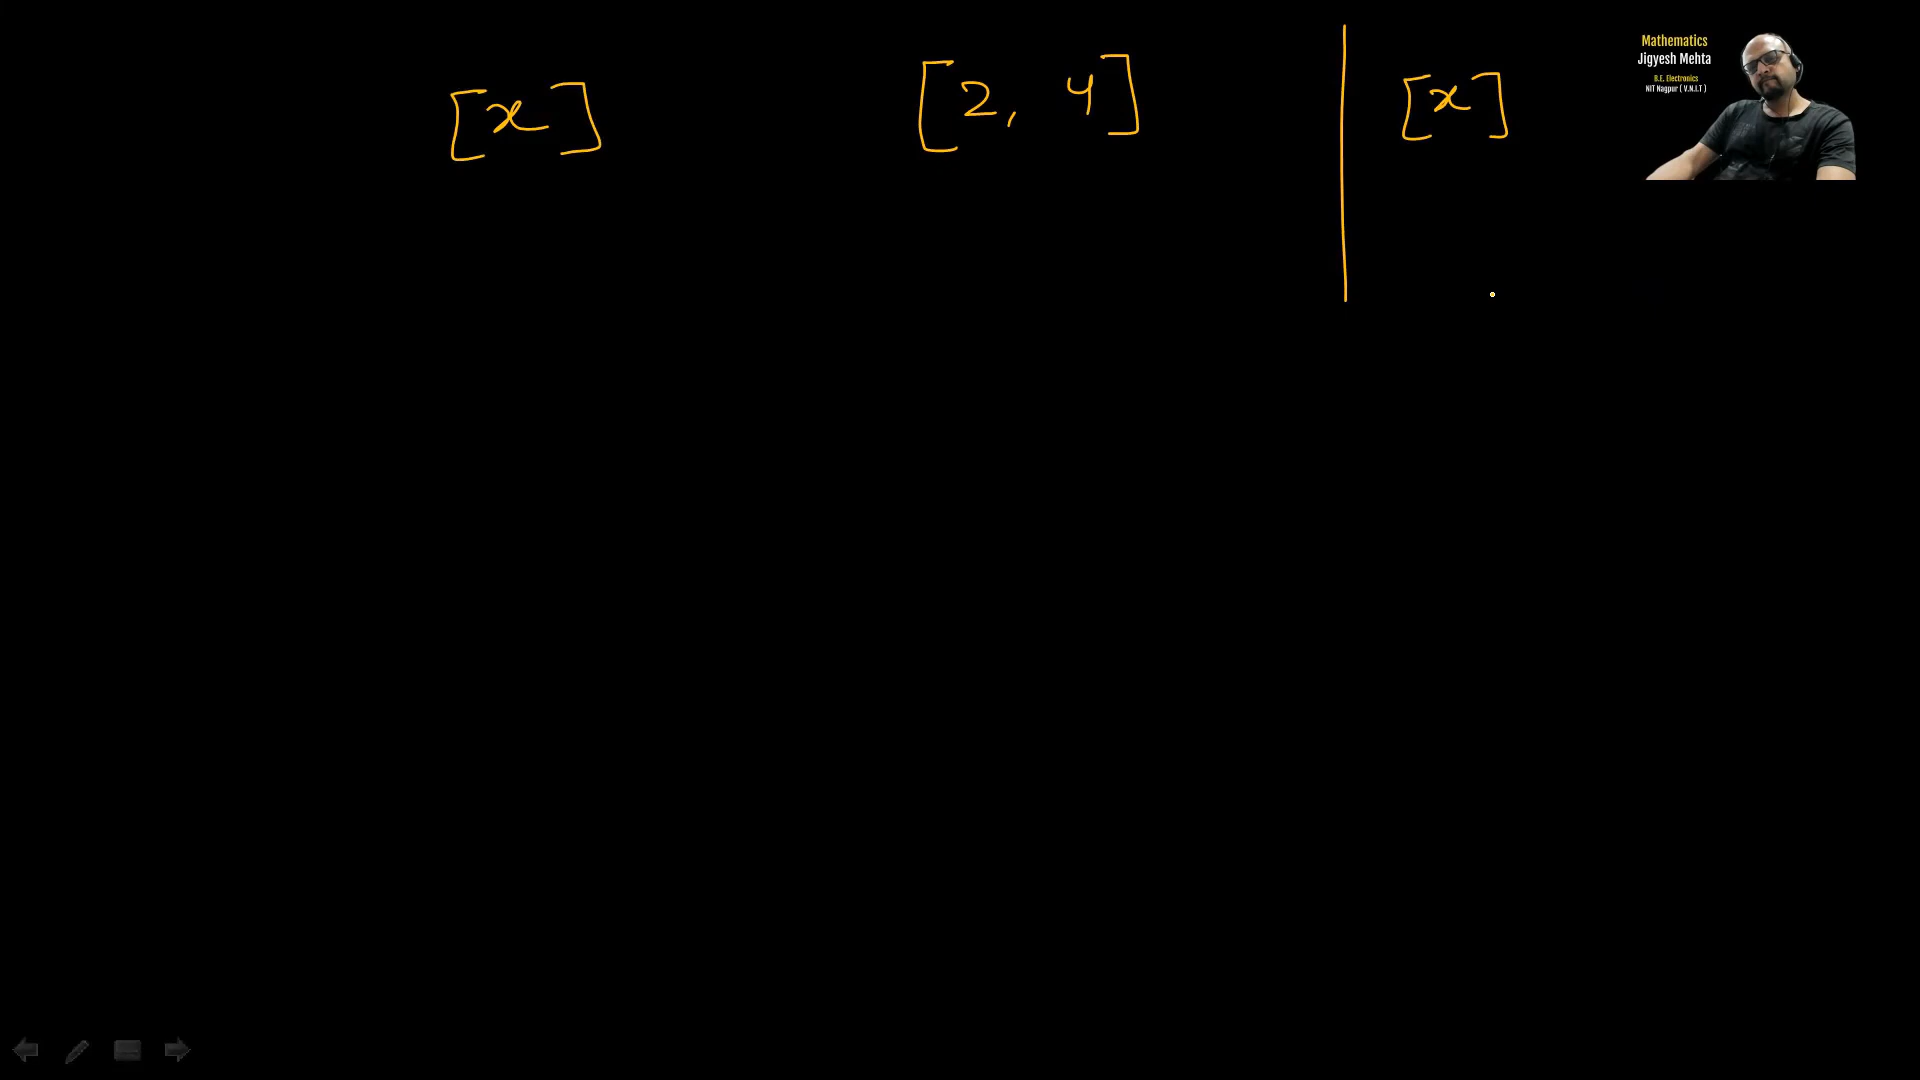 [x] [2, 4] [x]
Mathematics
Jigyesh Mehta
B.E. Electronics
NIT Nagpur ( V.N.I.T )